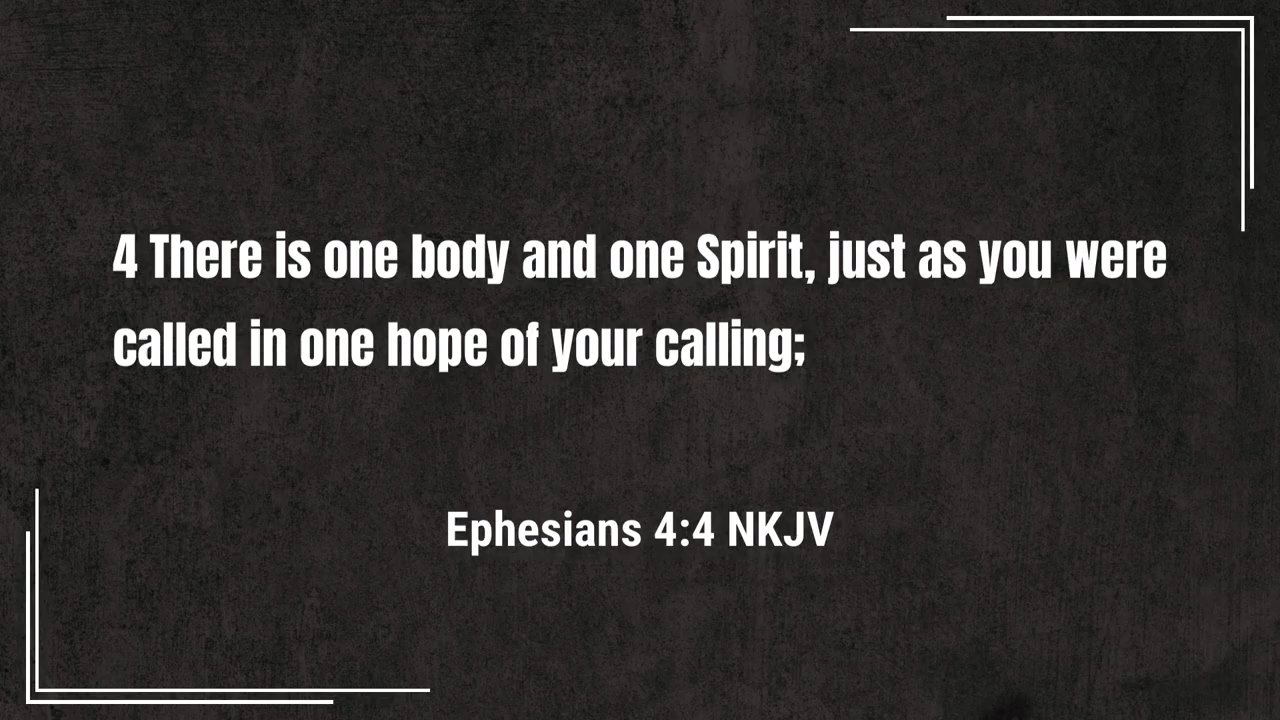 4 There is one body and one Spirit, just as you were
called in one hope of your calling;
Ephesians 4:4 NKJV